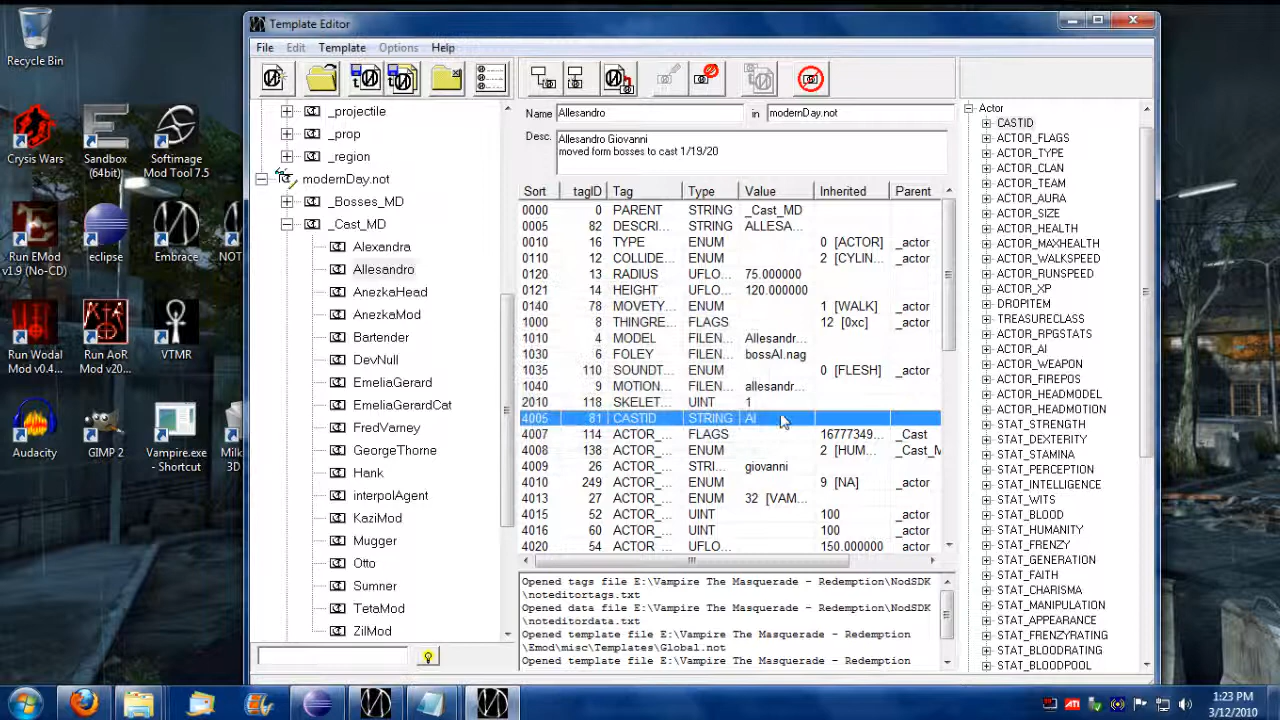 Recycle Bin
Crysis Wars
Sandbox
(64bit)
Softimage
Mod Tool 7.5
Run EMod
v1.9 (No-CD)
eclipse
Embrace
NOT
Run Wodal
Mod v0.4...
Run AoR
Mod v20...
VTMR
Audacity
GIMP 2
Vampire.exe
- Shortcut
Milk
3D
Template Editor
File Edit Template Options Help
_projectile
_prop
_region
modernDay.not
_Bosses_MD
_Cast_MD
Alexandra
Allesandro
AnezkaHead
AnezkaMod
Bartender
DevNull
EmeliaGerard
EmeliaGerardCat
FredVarney
GeorgeThorne
Hank
interpolAgent
KaziMod
Mugger
Otto
Sumner
TetaMod
ZilMod
Name Allesandro in modernDay.not
Desc. Allesandro Giovanni
moved form bosses to cast 1/19/20
Sort tagID Tag Type Value Inherited Parent
0000 0 PARENT STRING _Cast_MD
0005 82 DESCRI... STRING ALLESA...
0010 16 TYPE ENUM 0 [ACTOR] _actor
0110 12 COLLIDE... ENUM 2 [CYLIN... _actor
0120 13 RADIUS UFLO... 75.000000
0121 14 HEIGHT UFLO... 120.000000
0140 78 MOVETY... ENUM 1 [WALK] _actor
1000 8 THINGRE... FLAGS 12 [0xc] _actor
1010 4 MODEL FILEN... Allesandr...
1030 6 FOLEY FILEN... bossAl.nag
1035 110 SOUNDT... ENUM 0 [FLESH] _actor
1040 9 MOTION... FILEN... allesandr...
2010 118 SKELET... UINT 1
4005 81 CASTID STRING Al
4007 114 ACTOR_... FLAGS 16777349... _Cast
4008 138 ACTOR_... ENUM 2 [HUM... _Cast_M
4009 26 ACTOR_... STRI... giovanni
4010 249 ACTOR_... ENUM 9 [NA] _actor
4013 27 ACTOR_... ENUM 32 [VAM...
4015 52 ACTOR_... UINT 100 _actor
4016 60 ACTOR_... UINT 100 _actor
4020 54 ACTOR_... UFLO... 150.000000 _actor
Opened tags file E:\Vampire The Masquerade - Redemption\NodSDK
\noteditortags.txt
Opened data file E:\Vampire The Masquerade - Redemption\NodSDK
\noteditordata.txt
Opened template file E:\Vampire The Masquerade - Redemption
\Emod\misc\Templates\Global.not
Opened template file E:\Vampire The Masquerade - Redemption
Actor
CASTID
ACTOR_FLAGS
ACTOR_TYPE
ACTOR_CLAN
ACTOR_TEAM
ACTOR_AURA
ACTOR_SIZE
ACTOR_HEALTH
ACTOR_MAXHEALTH
ACTOR_WALKSPEED
ACTOR_RUNSPEED
ACTOR_XP
DROPITEM
TREASURECLASS
ACTOR_RPGSTATS
ACTOR_AI
ACTOR_WEAPON
ACTOR_FISTS
ACTOR_HEADMODEL
ACTOR_HEADMOTION
STAT_STRENGTH
STAT_DEXTERITY
STAT_STAMINA
STAT_PERCEPTION
STAT_INTELLIGENCE
STAT_WITS
STAT_BLOOD
STAT_HUMANITY
STAT_FRENZY
STAT_GENERATION
STAT_FAITH
STAT_CHARISMA
STAT_MANIPULATION
STAT_APPEARANCE
STAT_FRENZYRATING
STAT_BLOODRATING
STAT_BLOODPOOL
1:23 PM
3/12/2010